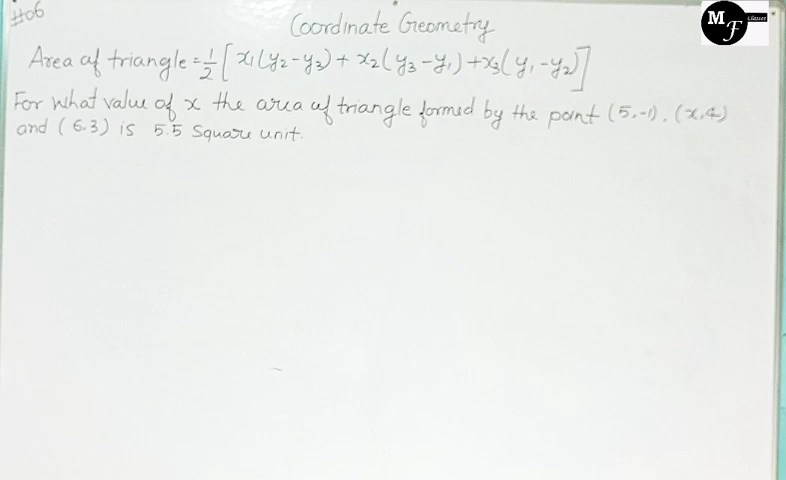 #06
Coordinate Geometry
MF Classes
Area of triangle = 1/2 [ x₁(y₂-y₃) + x₂(y₃-y₁) + x₃(y₁-y₂) ]
For what value of x the area of triangle formed by the point (5,-1), (x,4)
and (6.3) is 5.5 Square unit.